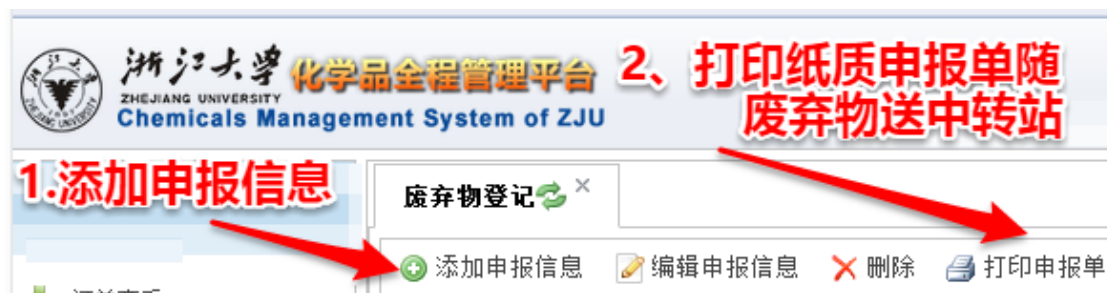 浙江大学
ZHEJIANG UNIVERSITY
化学品全程管理平台
Chemicals Management System of ZJU
2、打印纸质申报单随
废弃物送中转站
1.添加申报信息
废弃物登记
添加申报信息 编辑申报信息 删除 打印申报单